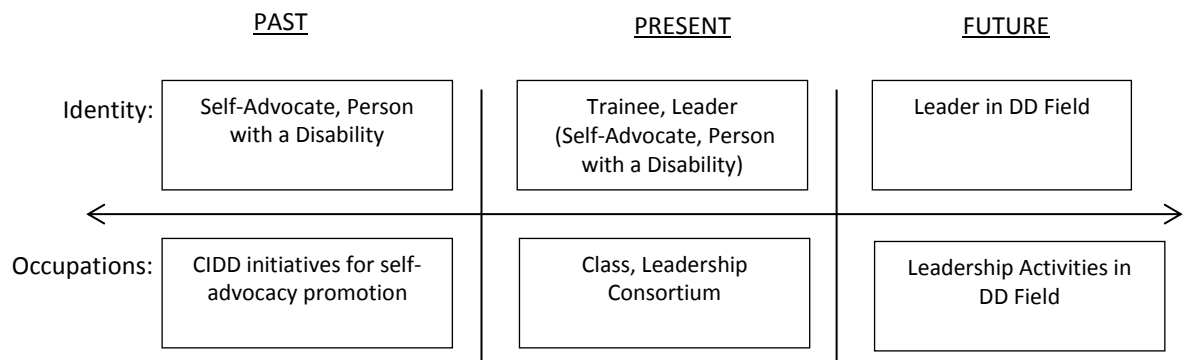 PAST PRESENT FUTURE
Identity:
Self-Advocate, Person
with a Disability
Trainee, Leader
(Self-Advocate, Person
with a Disability)
Leader in DD Field
Occupations:
CIDD initiatives for self-
advocacy promotion
Class, Leadership
Consortium
Leadership Activities in
DD Field